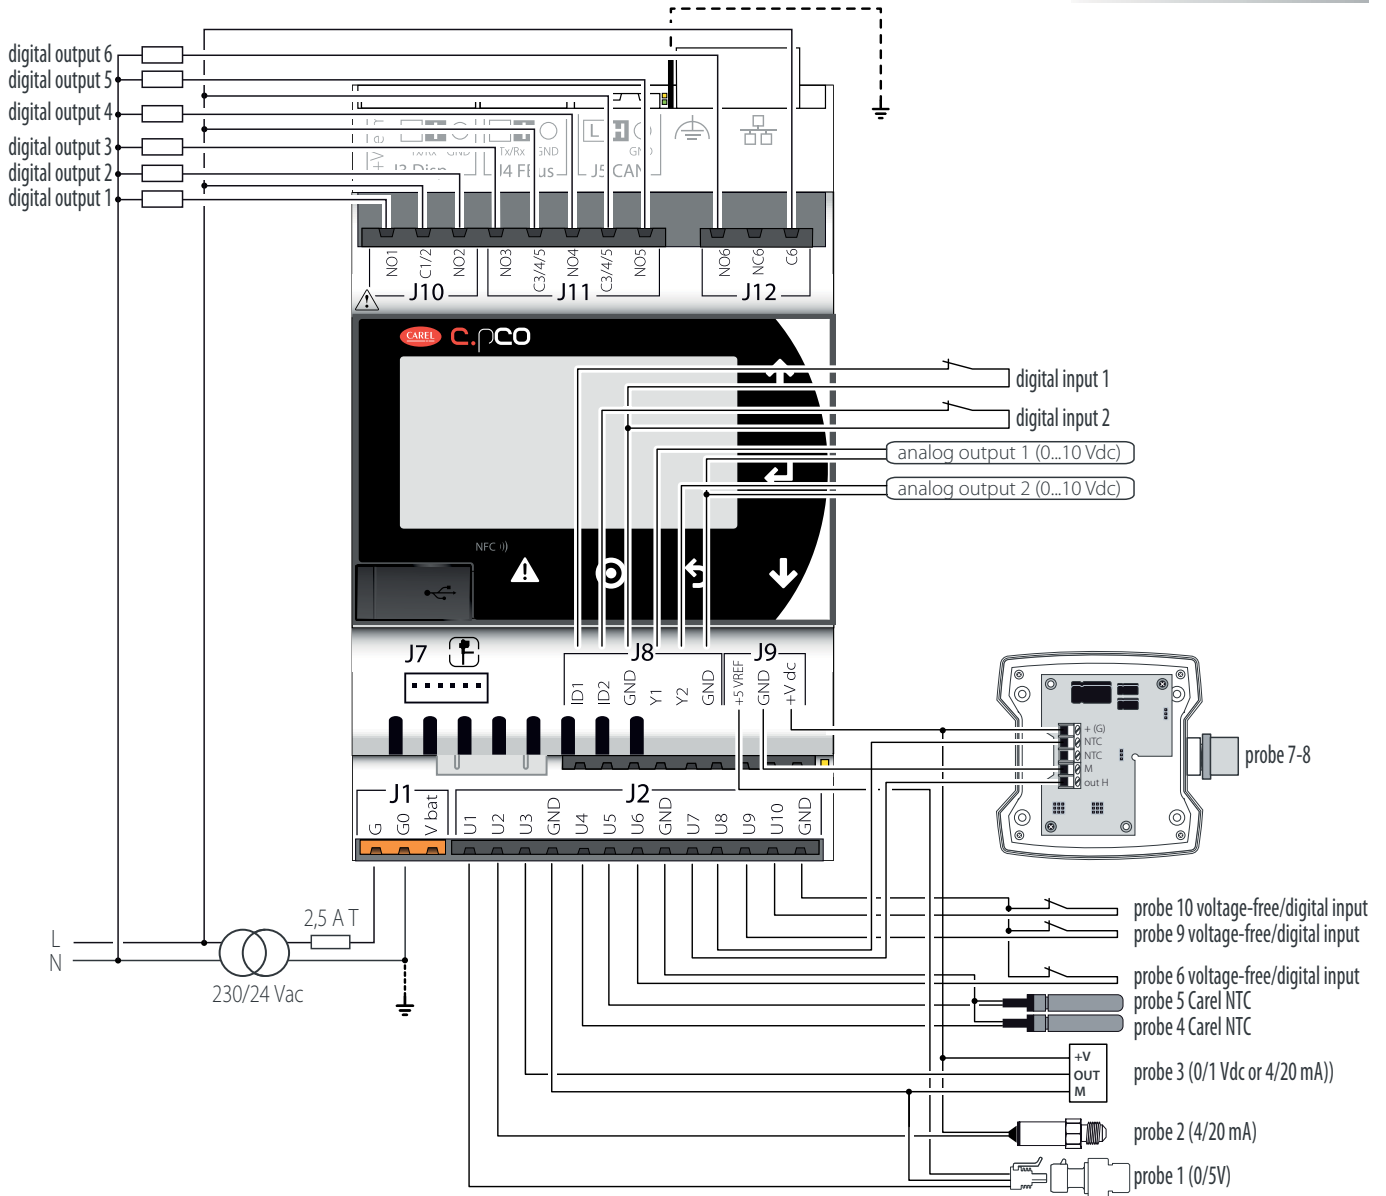 digital output 6
digital output 5
digital output 4
digital output 3
digital output 2
digital output 1
Tx/Rx GND
Tx/Rx GND
L H GND
J3 Disp
J4 FBus
J5 CAN
NO1
C1/2
NO2
NO3
C3/4/5
NO4
C3/4/5
NO5
NO6
NC6
C6
J10
J11
J12
CAREL
c.pCO
digital input 1
digital input 2
analog output 1 (0...10 Vdc)
analog output 2 (0...10 Vdc)
NFC
J7
J8
J9
ID1
ID2
GND
Y1
Y2
GND
+5 VREF
GND
+V dc
+ (G)
NTC
NTC
M
out H
probe 7-8
J1
J2
G
G0
V bat
U1
U2
U3
GND
U4
U5
U6
GND
U7
U8
U9
U10
GND
2,5 A T
L
N
230/24 Vac
probe 10 voltage-free/digital input
probe 9 voltage-free/digital input
probe 6 voltage-free/digital input
probe 5 Carel NTC
probe 4 Carel NTC
+V
OUT
M
probe 3 (0/1 Vdc or 4/20 mA))
probe 2 (4/20 mA)
probe 1 (0/5V)